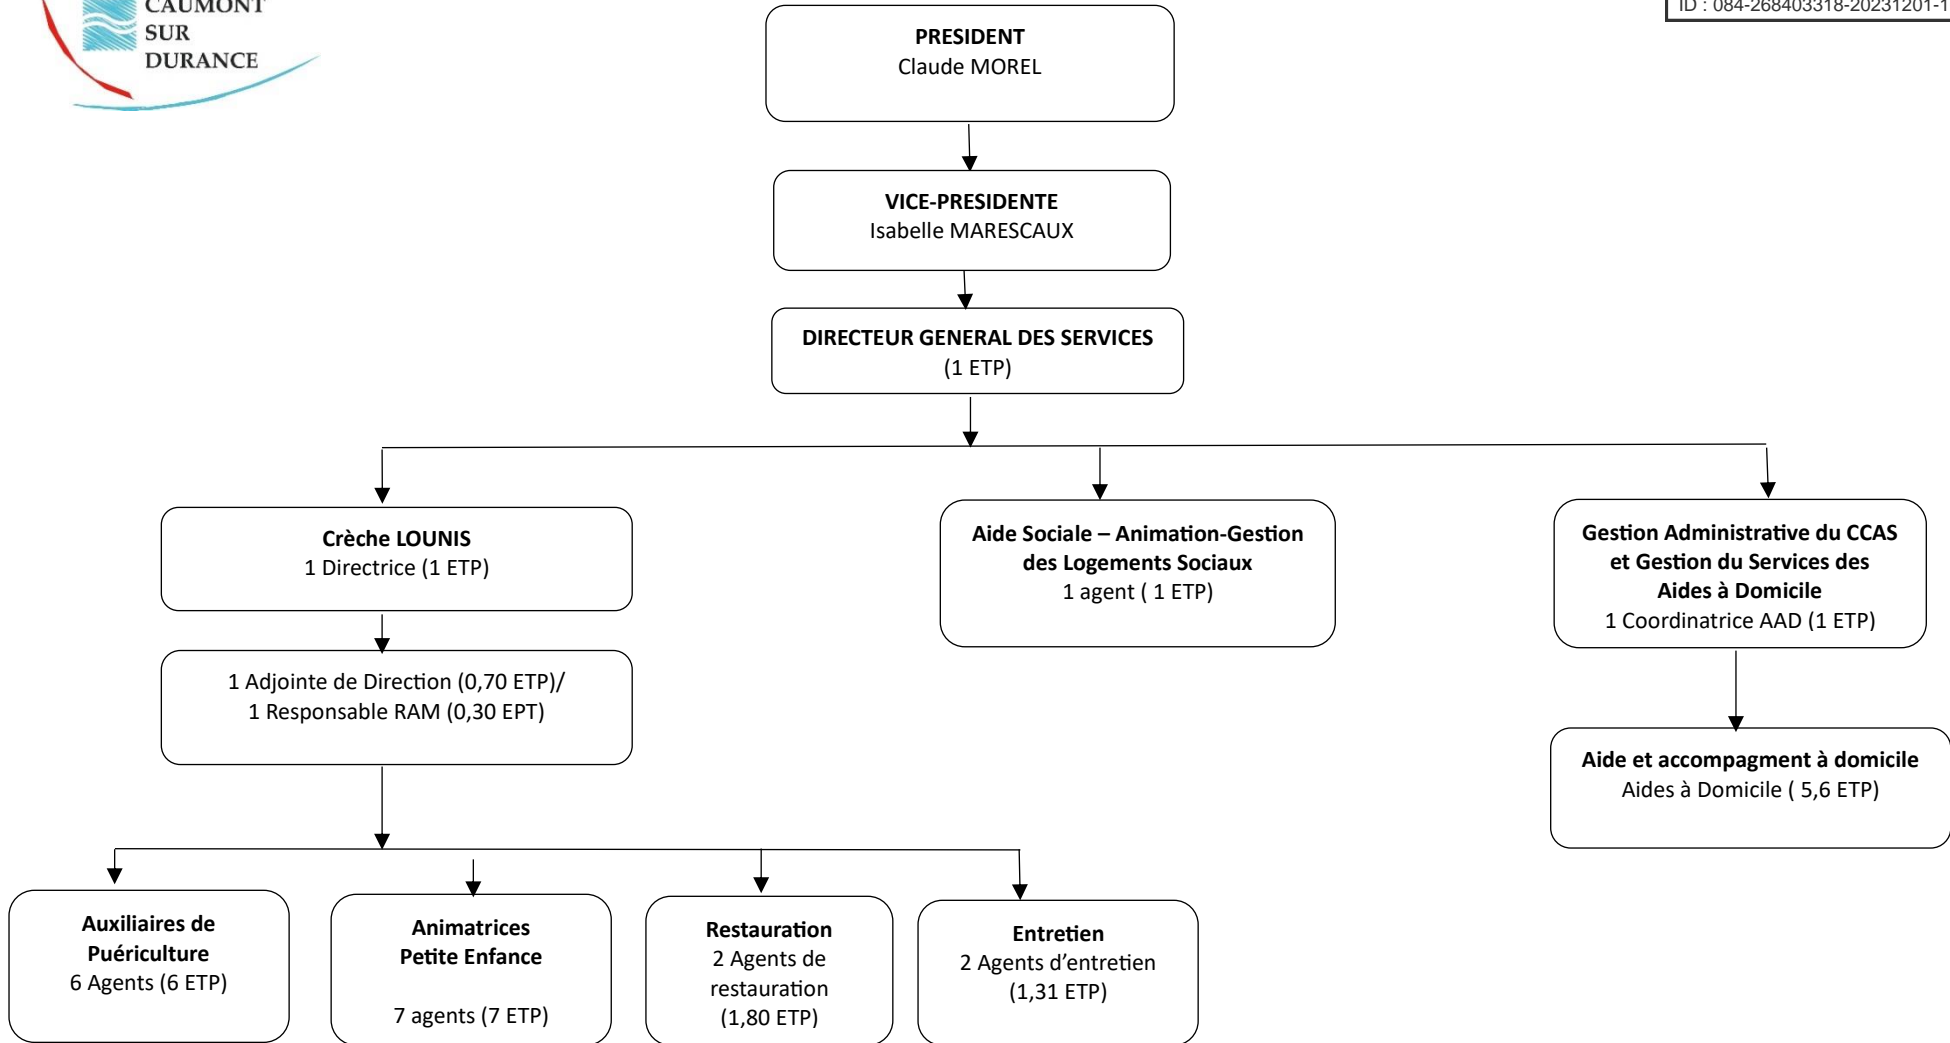 CAUMONT
SUR
DURANCE
ID : 084-268403318-20231201-1
PRESIDENT
Claude MOREL
VICE-PRESIDENTE
Isabelle MARESCAUX
DIRECTEUR GENERAL DES SERVICES
(1 ETP)
Crèche LOUNIS
1 Directrice (1 ETP)
Aide Sociale – Animation-Gestion
des Logements Sociaux
1 agent ( 1 ETP)
Gestion Administrative du CCAS
et Gestion du Services des
Aides à Domicile
1 Coordinatrice AAD (1 ETP)
1 Adjointe de Direction (0,70 ETP)/
1 Responsable RAM (0,30 EPT)
Aide et accompagment à domicile
Aides à Domicile ( 5,6 ETP)
Auxiliaires de
Puériculture
6 Agents (6 ETP)
Animatrices
Petite Enfance
7 agents (7 ETP)
Restauration
2 Agents de
restauration
(1,80 ETP)
Entretien
2 Agents d’entretien
(1,31 ETP)